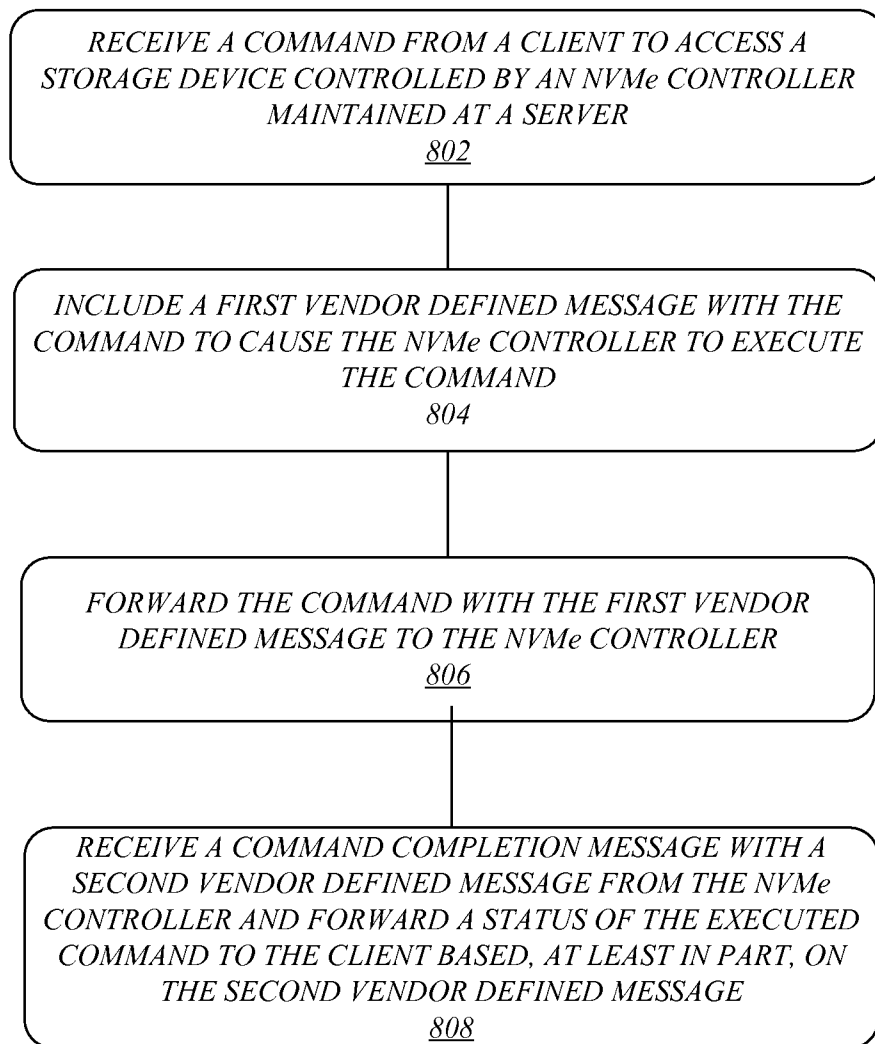 RECEIVE A COMMAND FROM A CLIENT TO ACCESS A
STORAGE DEVICE CONTROLLED BY AN NVMe CONTROLLER
MAINTAINED AT A SERVER
802
INCLUDE A FIRST VENDOR DEFINED MESSAGE WITH THE
COMMAND TO CAUSE THE NVMe CONTROLLER TO EXECUTE
THE COMMAND
804
FORWARD THE COMMAND WITH THE FIRST VENDOR
DEFINED MESSAGE TO THE NVMe CONTROLLER
806
RECEIVE A COMMAND COMPLETION MESSAGE WITH A
SECOND VENDOR DEFINED MESSAGE FROM THE NVMe
CONTROLLER AND FORWARD A STATUS OF THE EXECUTED
COMMAND TO THE CLIENT BASED, AT LEAST IN PART, ON
THE SECOND VENDOR DEFINED MESSAGE
808